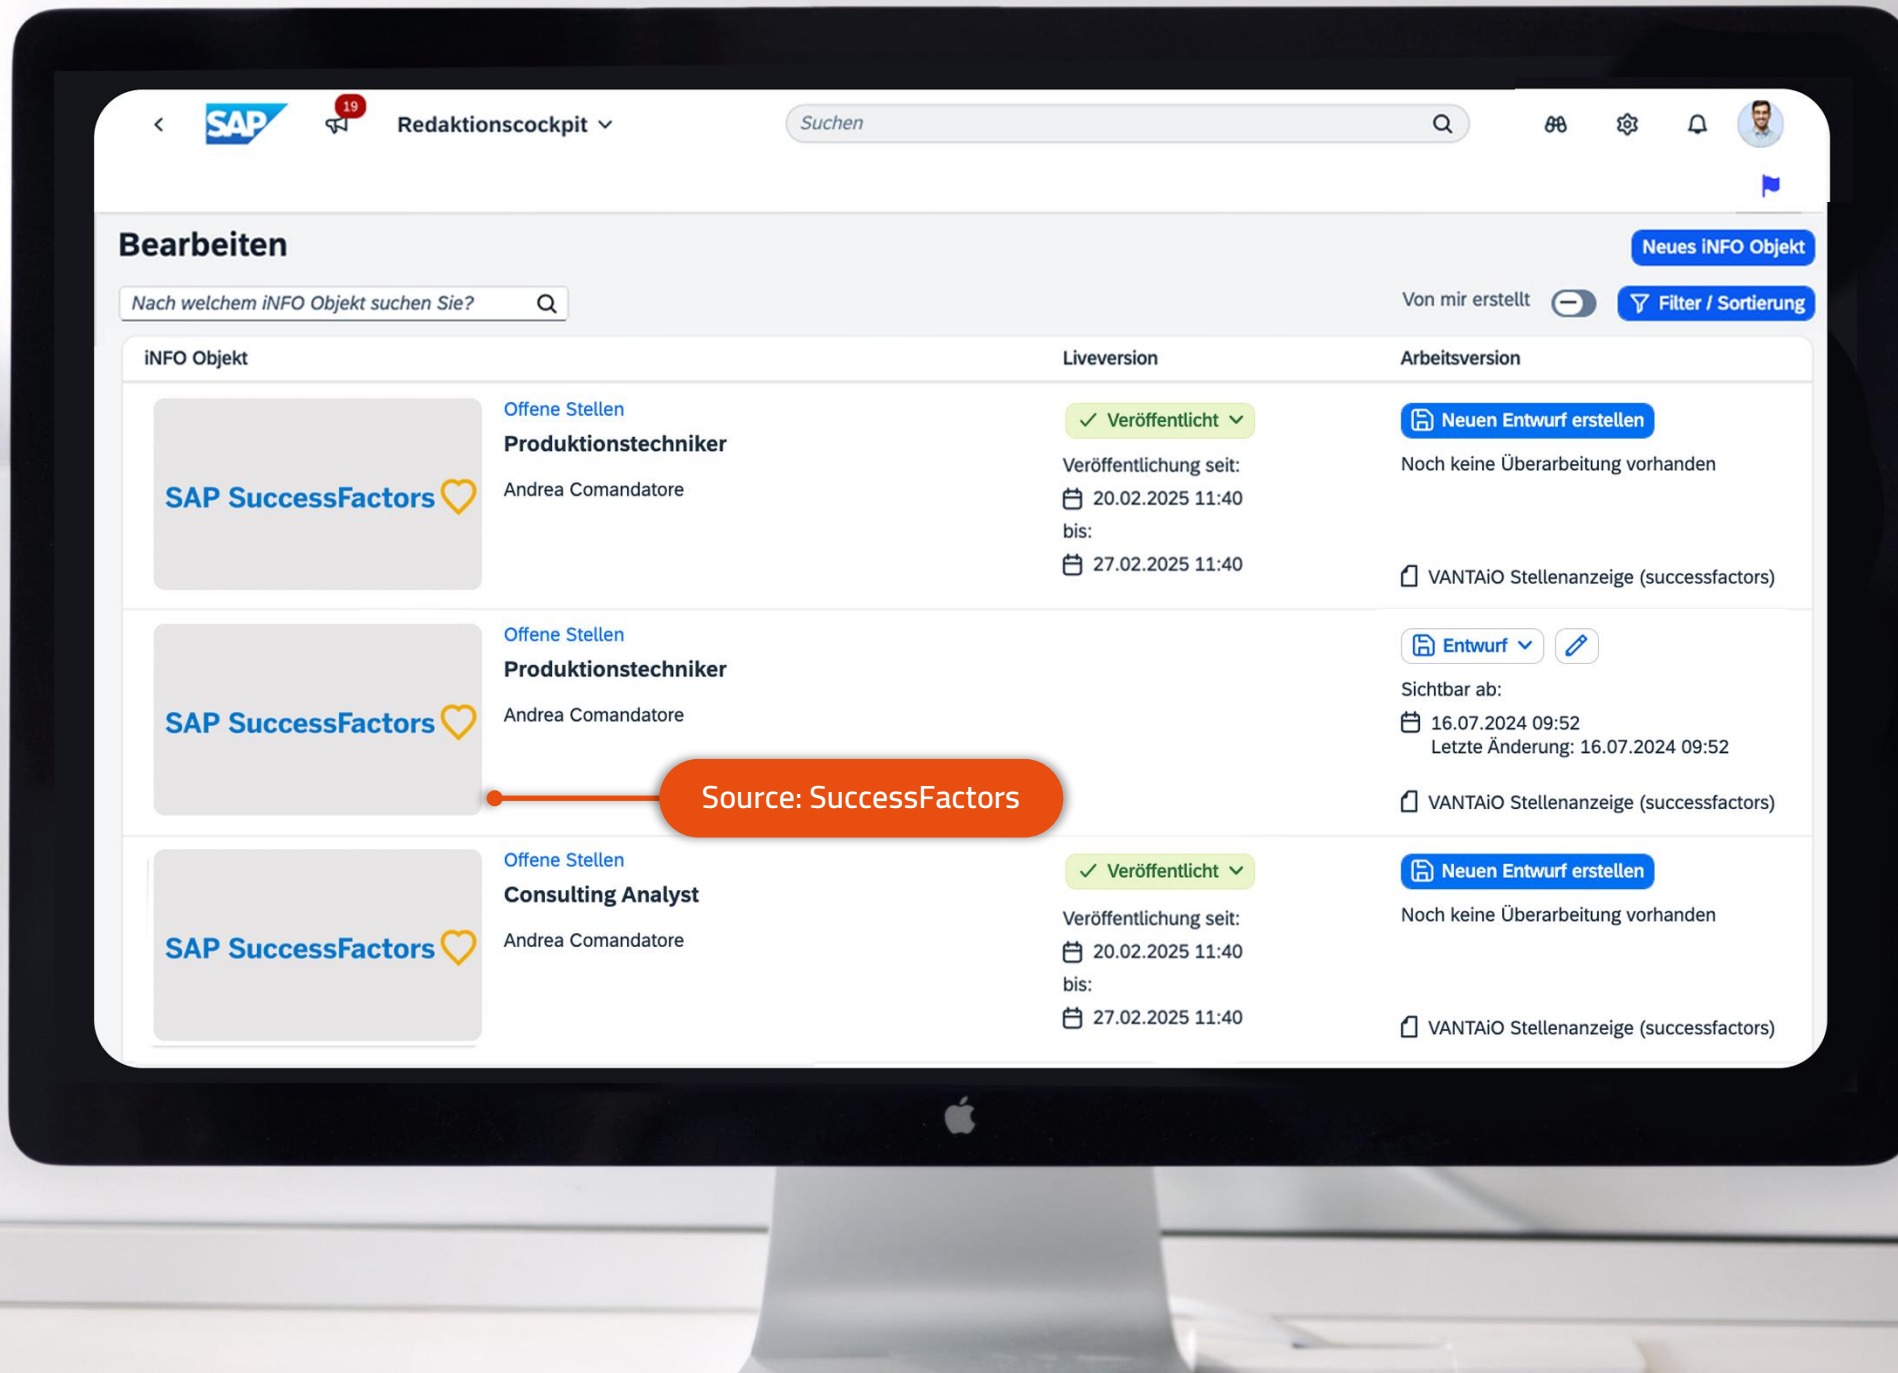 SAP
19
Redaktionscockpit
Suchen
Bearbeiten
Neues iNFO Objekt
Nach welchem iNFO Objekt suchen Sie?
Von mir erstellt
Filter / Sortierung
iNFO Objekt
Liveversion
Arbeitsversion
SAP SuccessFactors
Offene Stellen
Produktionstechniker
Andrea Comandatore
Veröffentlicht
Veröffentlichung seit:
20.02.2025 11:40
bis:
27.02.2025 11:40
Neuen Entwurf erstellen
Noch keine Überarbeitung vorhanden
VANTAiO Stellenanzeige (successfactors)
SAP SuccessFactors
Offene Stellen
Produktionstechniker
Andrea Comandatore
Entwurf
Sichtbar ab:
16.07.2024 09:52
Letzte Änderung: 16.07.2024 09:52
VANTAiO Stellenanzeige (successfactors)
Source: SuccessFactors
SAP SuccessFactors
Offene Stellen
Consulting Analyst
Andrea Comandatore
Veröffentlicht
Veröffentlichung seit:
20.02.2025 11:40
bis:
27.02.2025 11:40
Neuen Entwurf erstellen
Noch keine Überarbeitung vorhanden
VANTAiO Stellenanzeige (successfactors)